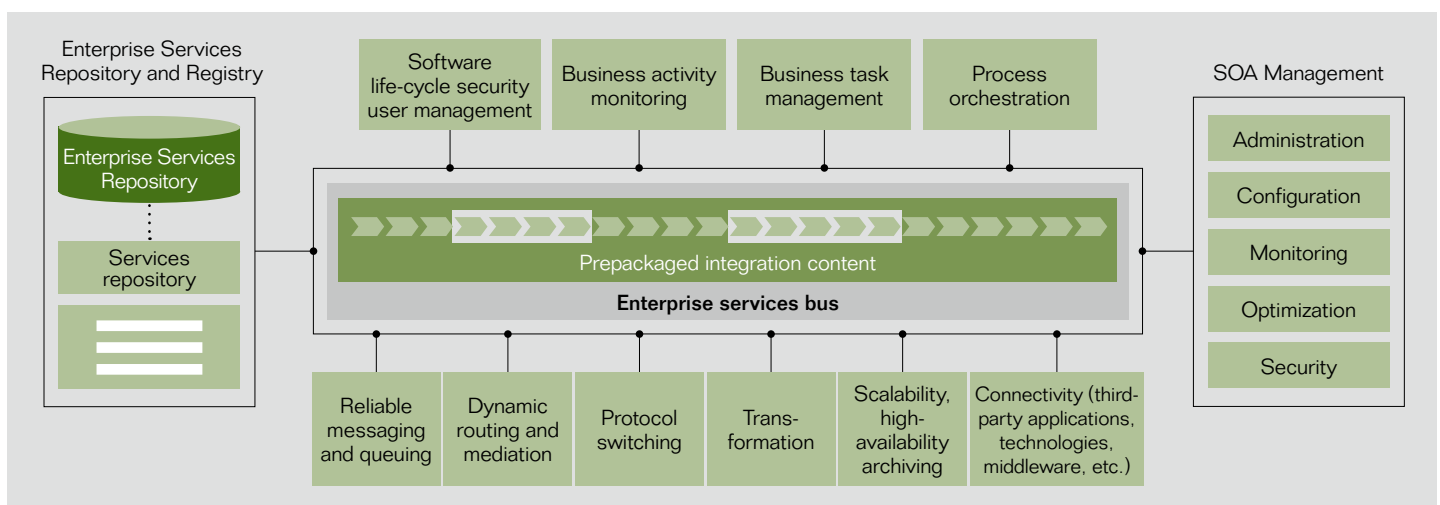 Enterprise Services
Repository and Registry
Enterprise Services
Repository
Services
repository
Software
life-cycle security
user management
Business activity
monitoring
Business task
management
Process
orchestration
Prepackaged integration content
Enterprise services bus
Reliable
messaging
and queuing
Dynamic
routing and
mediation
Protocol
switching
Trans-
formation
Scalability,
high-
availability
archiving
Connectivity (third-
party applications,
technologies,
middleware, etc.)
SOA Management
Administration
Configuration
Monitoring
Optimization
Security